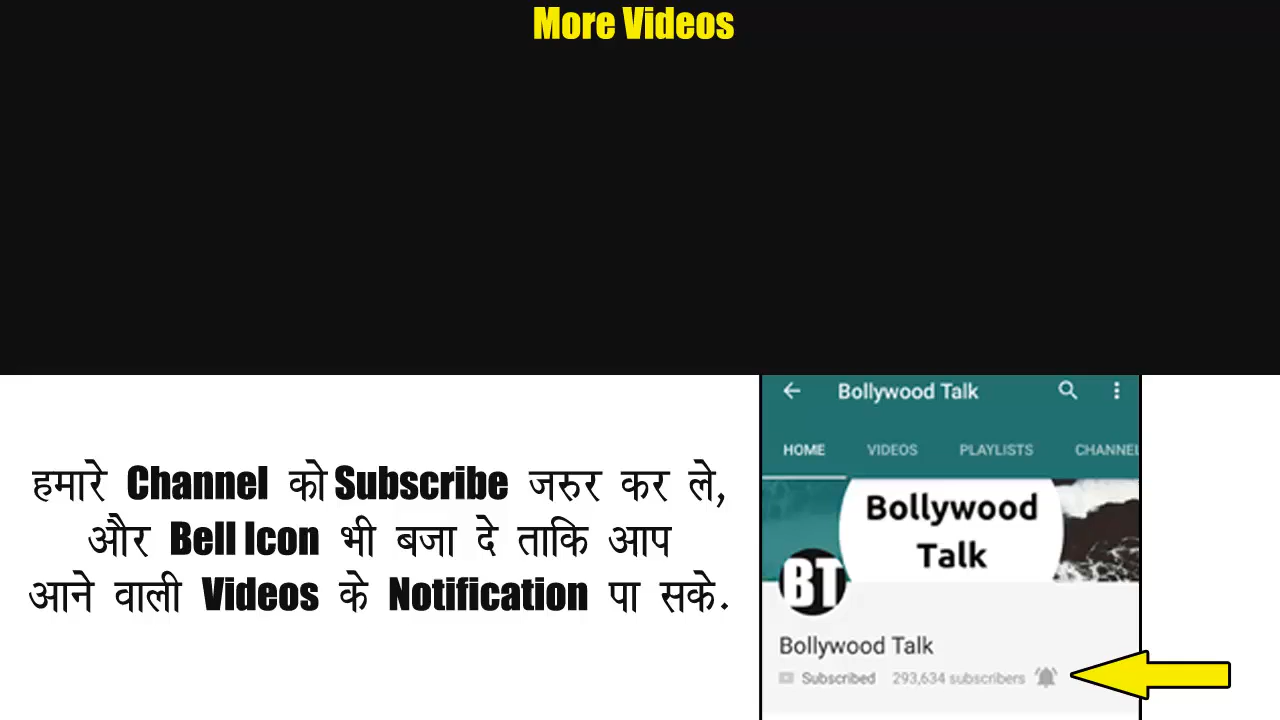 More Videos
हमारे Channel को Subscribe जरुर कर ले,
और Bell Icon भी बजा दे ताकि आप
आने वाली Videos के Notification पा सके.
Bollywood Talk
HOME VIDEOS PLAYLISTS CHANNEL
Bollywood
Talk
BT
Bollywood Talk
Subscribed 293,634 subscribers